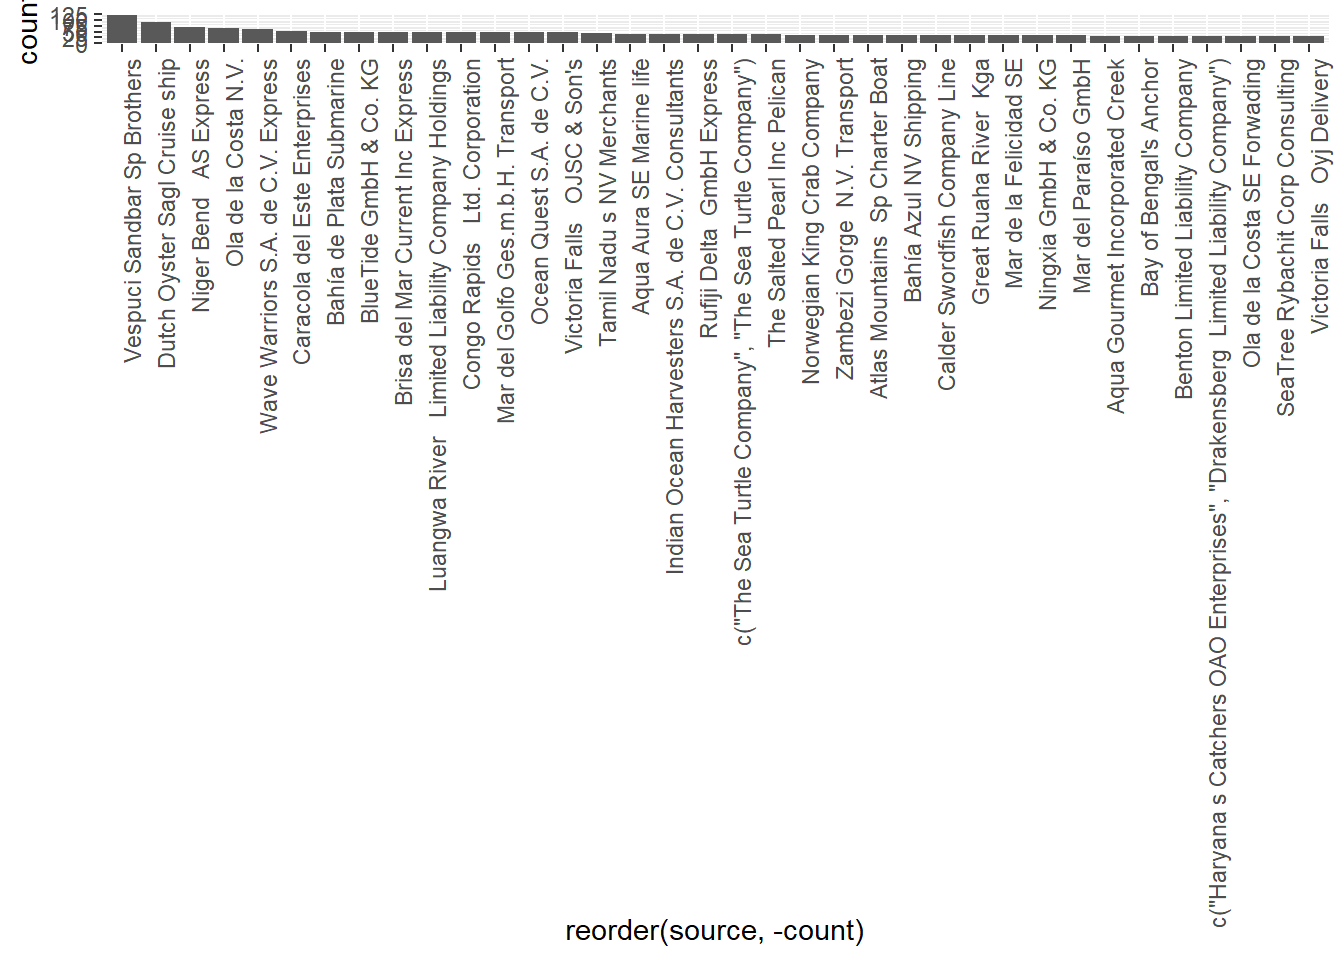 count
125
0
Vespuci Sandbar Sp Brothers
Dutch Oyster Sagl Cruise ship
Niger Bend   AS Express
Ola de la Costa N.V.
Wave Warriors S.A. de C.V. Express
Caracola del Este Enterprises
Bahía de Plata Submarine
BlueTide GmbH & Co. KG
Brisa del Mar Current Inc Express
Luangwa River   Limited Liability Company Holdings
Congo Rapids   Ltd. Corporation
Mar del Golfo Ges.m.b.H. Transport
Ocean Quest S.A. de C.V.
Victoria Falls   OJSC & Son's
Tamil Nadu s NV Merchants
Aqua Aura SE Marine life
Indian Ocean Harvesters S.A. de C.V. Consultants
Rufiji Delta  GmbH Express
c("The Sea Turtle Company", "The Sea Turtle Company")
The Salted Pearl Inc Pelican
Norwegian King Crab Company
Zambezi Gorge  N.V. Transport
Atlas Mountains  Sp Charter Boat
Bahía Azul NV Shipping
Calder Swordfish Company Line
Great Ruaha River  Kga
Mar de la Felicidad SE
Ningxia GmbH & Co. KG
Mar del Paraíso GmbH
Aqua Gourmet Incorporated Creek
Bay of Bengal's Anchor
Benton Limited Liability Company
c("Haryana s Catchers OAO Enterprises", "Drakensberg  Limited Liability Company")
Ola de la Costa SE Forwading
SeaTree Rybachit Corp Consulting
Victoria Falls   Oyj Delivery
reorder(source, -count)